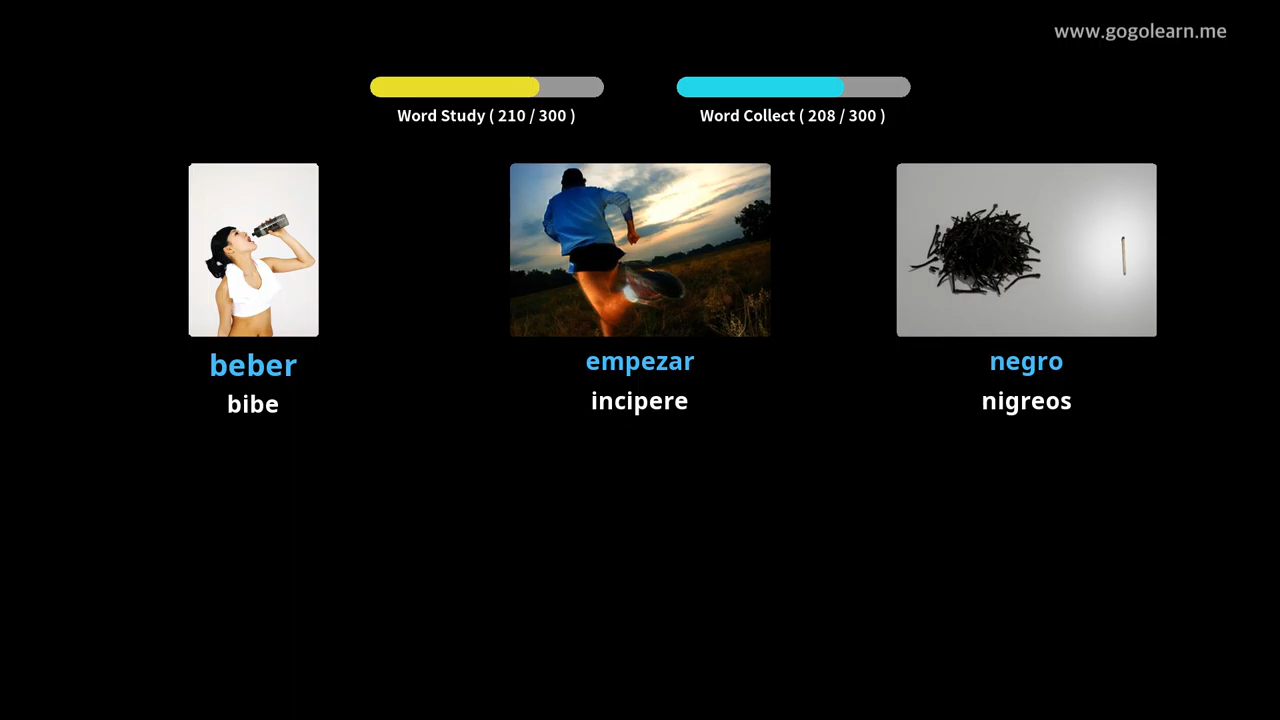 www.gogolearn.me
Word Study ( 210 / 300 )
Word Collect ( 208 / 300 )
beber
bibe
empezar
incipere
negro
nigreos